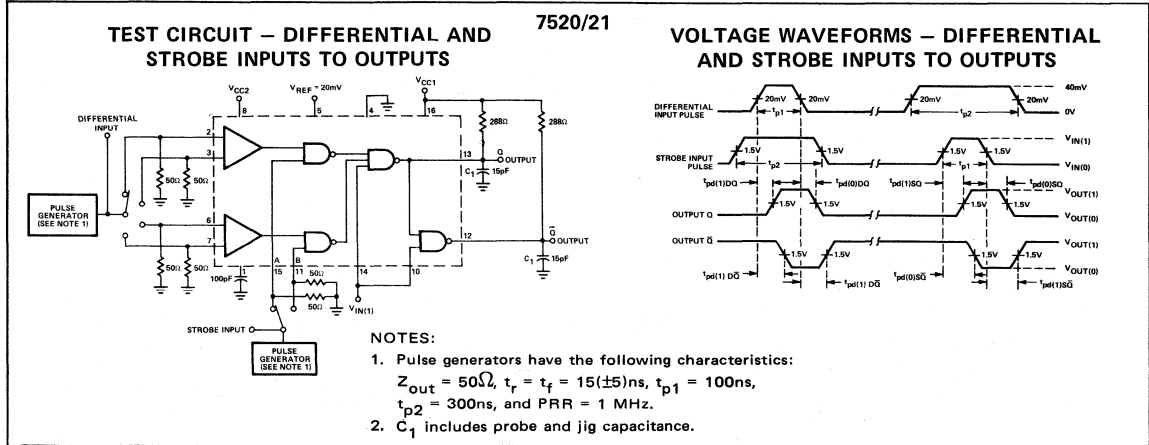 7520/21
TEST CIRCUIT – DIFFERENTIAL AND
STROBE INPUTS TO OUTPUTS
VCC2
8
VREF = 20mV
5
4
VCC1
16
DIFFERENTIAL
INPUT
2
3
50Ω
50Ω
288Ω
288Ω
13
Q
OUTPUT
C1
15pF
PULSE
GENERATOR
(SEE NOTE 1)
6
7
50Ω
50Ω
12
Q̅
OUTPUT
C1
15pF
100pF
1
A
15
B
11
50Ω
50Ω
14
10
VIN(1)
STROBE INPUT
PULSE
GENERATOR
(SEE NOTE 1)
VOLTAGE WAVEFORMS – DIFFERENTIAL
AND STROBE INPUTS TO OUTPUTS
DIFFERENTIAL
INPUT PULSE
20mV
tp1
20mV
20mV
tp2
20mV
40mV
0V
STROBE INPUT
PULSE
1.5V
tp2
1.5V
1.5V
tp1
1.5V
VIN(1)
VIN(0)
tpd(1)DQ
tpd(0)DQ
tpd(1)SQ
tpd(0)SQ
OUTPUT Q
1.5V
1.5V
1.5V
1.5V
VOUT(1)
VOUT(0)
OUTPUT Q̅
1.5V
1.5V
1.5V
1.5V
VOUT(1)
VOUT(0)
tpd(1) DQ̅
tpd(1) DQ̅
tpd(0)SQ̅
tpd(1)SQ̅
NOTES:
1. Pulse generators have the following characteristics:
Zout = 50Ω, tr = tf = 15(±5)ns, tp1 = 100ns,
tp2 = 300ns, and PRR = 1 MHz.
2. C1 includes probe and jig capacitance.